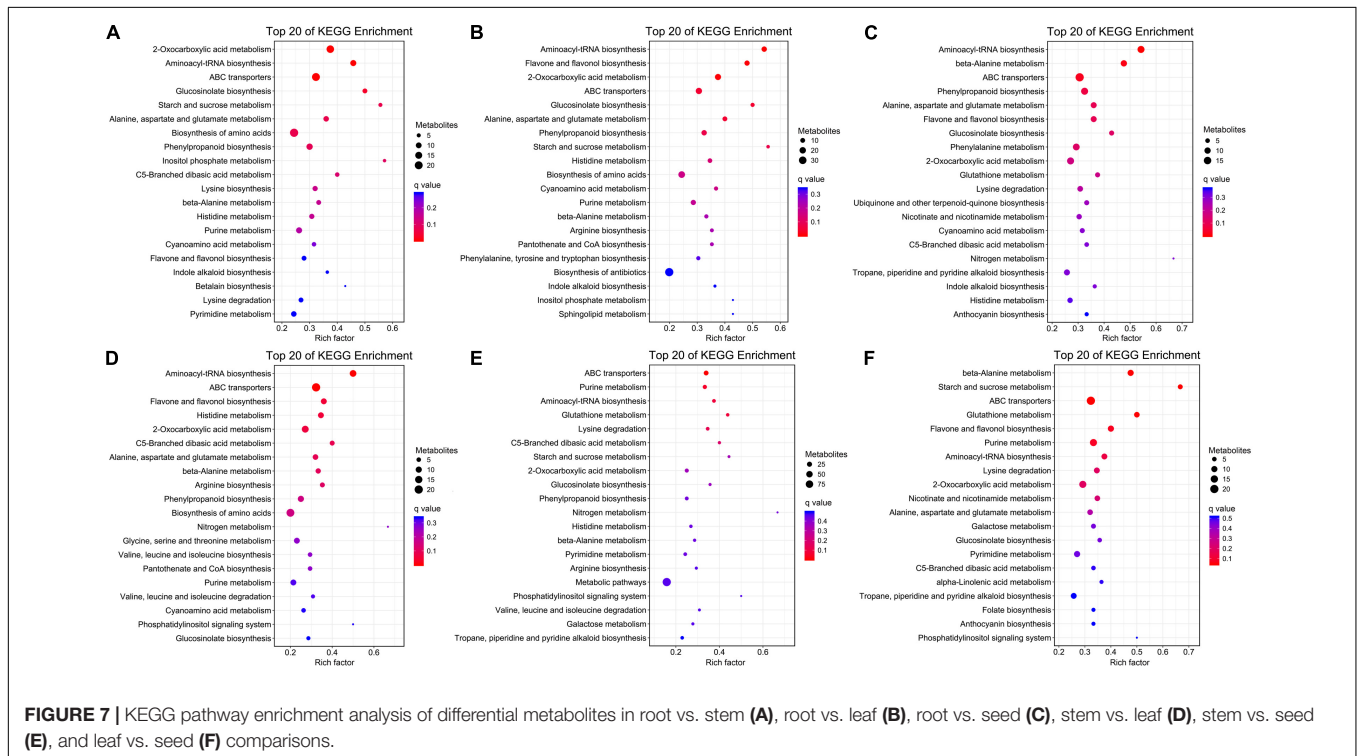 A
Top 20 of KEGG Enrichment
2-Oxocarboxylic acid metabolism
Aminoacyl-tRNA biosynthesis
ABC transporters
Glucosinolate biosynthesis
Starch and sucrose metabolism
Alanine, aspartate and glutamate metabolism
Biosynthesis of amino acids
Phenylpropanoid biosynthesis
Inositol phosphate metabolism
C5-Branched dibasic acid metabolism
Lysine biosynthesis
beta-Alanine metabolism
Histidine metabolism
Purine metabolism
Cyanoamino acid metabolism
Flavone and flavonol biosynthesis
Indole alkaloid biosynthesis
Betalain biosynthesis
Lysine degradation
Pyrimidine metabolism
0.2 0.3 0.4 0.5 0.6
Rich factor
Metabolites
5
10
15
20
q value
0.2
0.1
B
Top 20 of KEGG Enrichment
Aminoacyl-tRNA biosynthesis
Flavone and flavonol biosynthesis
2-Oxocarboxylic acid metabolism
ABC transporters
Glucosinolate biosynthesis
Alanine, aspartate and glutamate metabolism
Phenylpropanoid biosynthesis
Starch and sucrose metabolism
Histidine metabolism
Biosynthesis of amino acids
Cyanoamino acid metabolism
Purine metabolism
beta-Alanine metabolism
Arginine biosynthesis
Pantothenate and CoA biosynthesis
Phenylalanine, tyrosine and tryptophan biosynthesis
Biosynthesis of antibiotics
Indole alkaloid biosynthesis
Inositol phosphate metabolism
Sphingolipid metabolism
0.2 0.3 0.4 0.5 0.6
Rich factor
Metabolites
10
20
30
q value
0.3
0.2
0.1
C
Top 20 of KEGG Enrichment
Aminoacyl-tRNA biosynthesis
beta-Alanine metabolism
ABC transporters
Phenylpropanoid biosynthesis
Alanine, aspartate and glutamate metabolism
Flavone and flavonol biosynthesis
Glucosinolate biosynthesis
Phenylalanine metabolism
2-Oxocarboxylic acid metabolism
Glutathione metabolism
Lysine degradation
Ubiquinone and other terpenoid-quinone biosynthesis
Nicotinate and nicotinamide metabolism
Cyanoamino acid metabolism
C5-Branched dibasic acid metabolism
Nitrogen metabolism
Tropane, piperidine and pyridine alkaloid biosynthesis
Indole alkaloid biosynthesis
Histidine metabolism
Anthocyanin biosynthesis
0.2 0.3 0.4 0.5 0.6 0.7
Rich factor
Metabolites
5
10
15
q value
0.3
0.2
0.1
D
Top 20 of KEGG Enrichment
Aminoacyl-tRNA biosynthesis
ABC transporters
Flavone and flavonol biosynthesis
Histidine metabolism
2-Oxocarboxylic acid metabolism
C5-Branched dibasic acid metabolism
Alanine, aspartate and glutamate metabolism
beta-Alanine metabolism
Arginine biosynthesis
Phenylpropanoid biosynthesis
Biosynthesis of amino acids
Nitrogen metabolism
Glycine, serine and threonine metabolism
Valine, leucine and isoleucine biosynthesis
Pantothenate and CoA biosynthesis
Purine metabolism
Valine, leucine and isoleucine degradation
Cyanoamino acid metabolism
Phosphatidylinositol signaling system
Glucosinolate biosynthesis
0.2 0.4 0.6
Rich factor
Metabolites
5
10
15
20
q value
0.3
0.2
0.1
E
Top 20 of KEGG Enrichment
ABC transporters
Purine metabolism
Aminoacyl-tRNA biosynthesis
Glutathione metabolism
Lysine degradation
C5-Branched dibasic acid metabolism
Starch and sucrose metabolism
2-Oxocarboxylic acid metabolism
Glucosinolate biosynthesis
Phenylpropanoid biosynthesis
Nitrogen metabolism
Histidine metabolism
beta-Alanine metabolism
Pyrimidine metabolism
Arginine biosynthesis
Metabolic pathways
Phosphatidylinositol signaling system
Valine, leucine and isoleucine degradation
Galactose metabolism
Tropane, piperidine and pyridine alkaloid biosynthesis
0.2 0.4 0.6
Rich factor
Metabolites
25
50
75
q value
0.4
0.3
0.2
0.1
F
Top 20 of KEGG Enrichment
beta-Alanine metabolism
Starch and sucrose metabolism
ABC transporters
Glutathione metabolism
Flavone and flavonol biosynthesis
Purine metabolism
Aminoacyl-tRNA biosynthesis
Lysine degradation
2-Oxocarboxylic acid metabolism
Nicotinate and nicotinamide metabolism
Alanine, aspartate and glutamate metabolism
Galactose metabolism
Glucosinolate biosynthesis
Pyrimidine metabolism
C5-Branched dibasic acid metabolism
alpha-Linolenic acid metabolism
Tropane, piperidine and pyridine alkaloid biosynthesis
Folate biosynthesis
Anthocyanin biosynthesis
Phosphatidylinositol signaling system
0.2 0.3 0.4 0.5 0.6 0.7
Rich factor
Metabolites
5
10
15
20
q value
0.5
0.4
0.3
0.2
0.1
FIGURE 7 | KEGG pathway enrichment analysis of differential metabolites in root vs. stem (A), root vs. leaf (B), root vs. seed (C), stem vs. leaf (D), stem vs. seed
(E), and leaf vs. seed (F) comparisons.